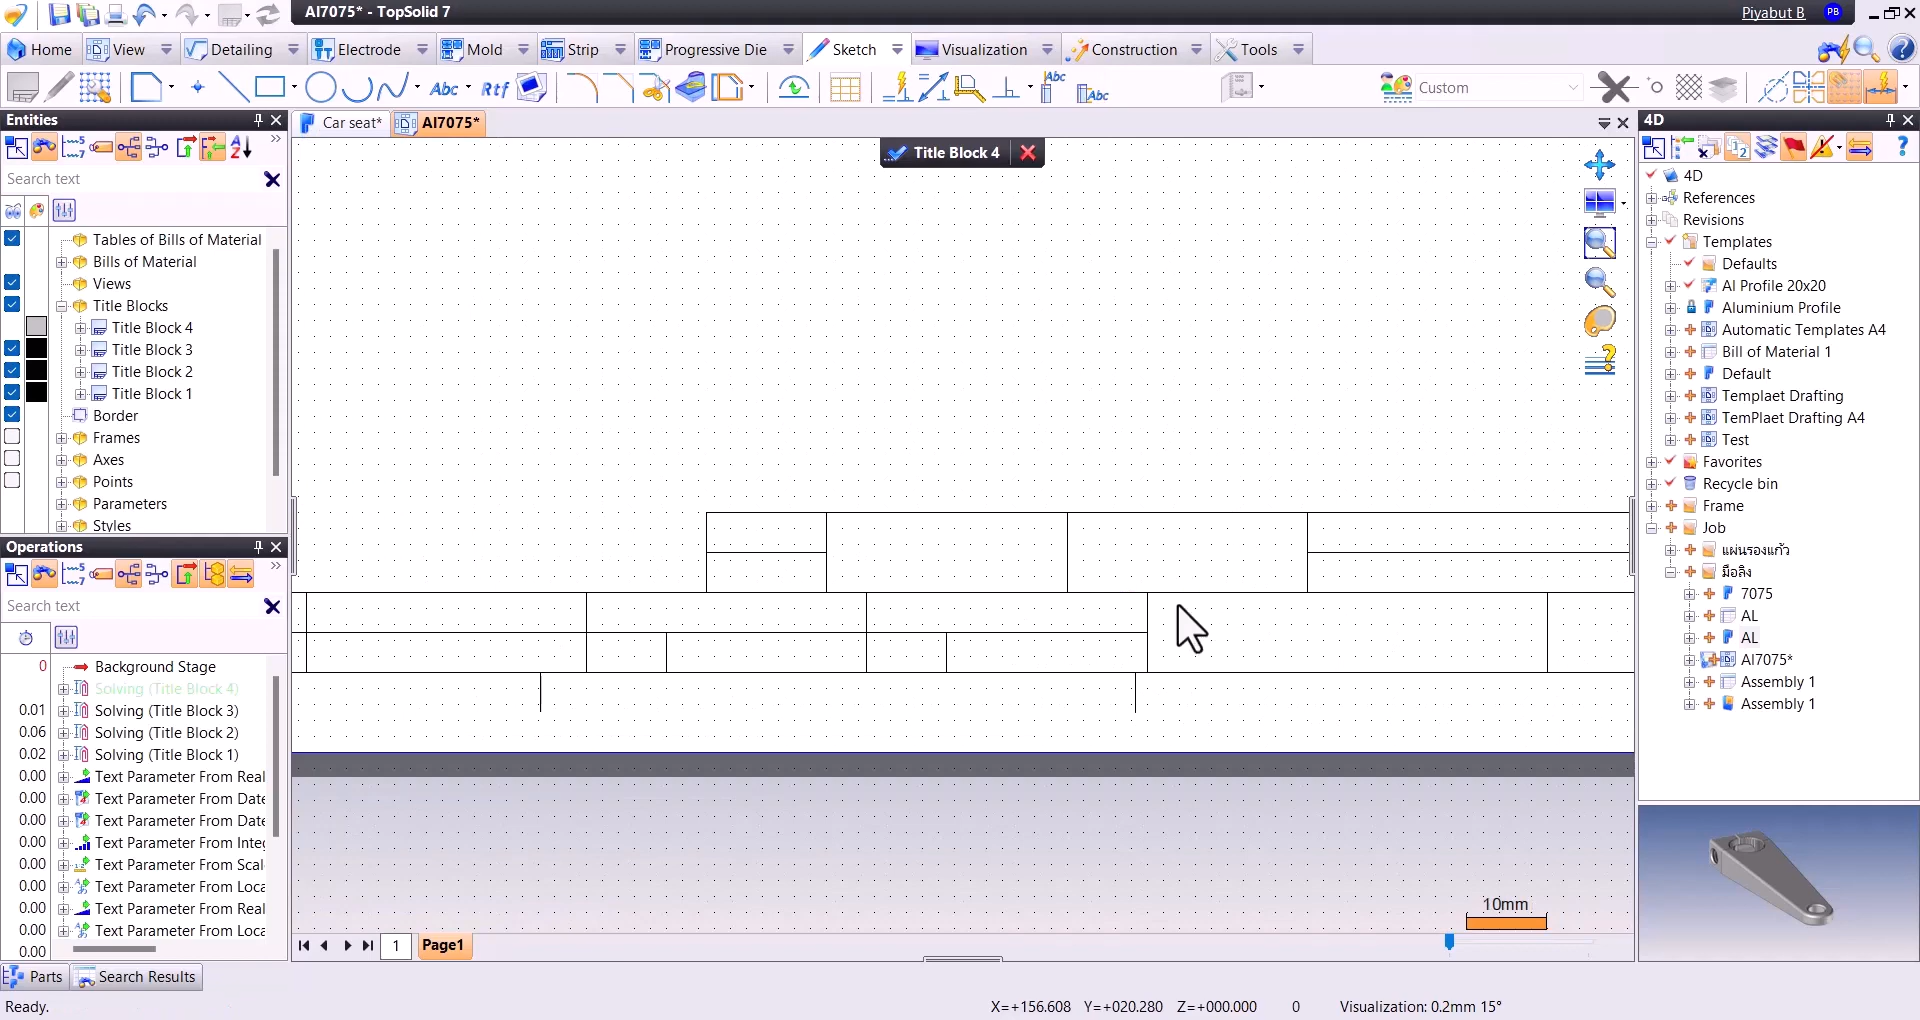 AI7075* - TopSolid 7
Piyabut B
PB
Home
View
Detailing
Electrode
Mold
Strip
Progressive Die
Sketch
Visualization
Construction
Tools
Abc
Rtf
Abc
Abc
Custom
Entities
Car seat*
AI7075*
4D
Title Block 4
Search text
4D
References
Revisions
Templates
Defaults
AI Profile 20x20
Aluminium Profile
Automatic Templates A4
Bill of Material 1
Default
Templaet Drafting
TemPlaet Drafting A4
Test
Favorites
Recycle bin
Frame
Job
แผ่นรองแก้ว
มือลิง
7075
AL
AL
AI7075*
Assembly 1
Assembly 1
Tables of Bills of Material
Bills of Material
Views
Title Blocks
Title Block 4
Title Block 3
Title Block 2
Title Block 1
Border
Frames
Axes
Points
Parameters
Styles
Operations
Search text
0 Background Stage
Solving (Title Block 4)
0.01 Solving (Title Block 3)
0.06 Solving (Title Block 2)
0.02 Solving (Title Block 1)
0.00 Text Parameter From Real
0.00 Text Parameter From Date
0.00 Text Parameter From Date
0.00 Text Parameter From Integ
0.00 Text Parameter From Scal
0.00 Text Parameter From Loca
0.00 Text Parameter From Real
0.00 Text Parameter From Loca
0.00
10mm
1
Page1
Parts
Search Results
Ready.
X=+156.608 Y=+020.280 Z=+000.000 0 Visualization: 0.2mm 15°